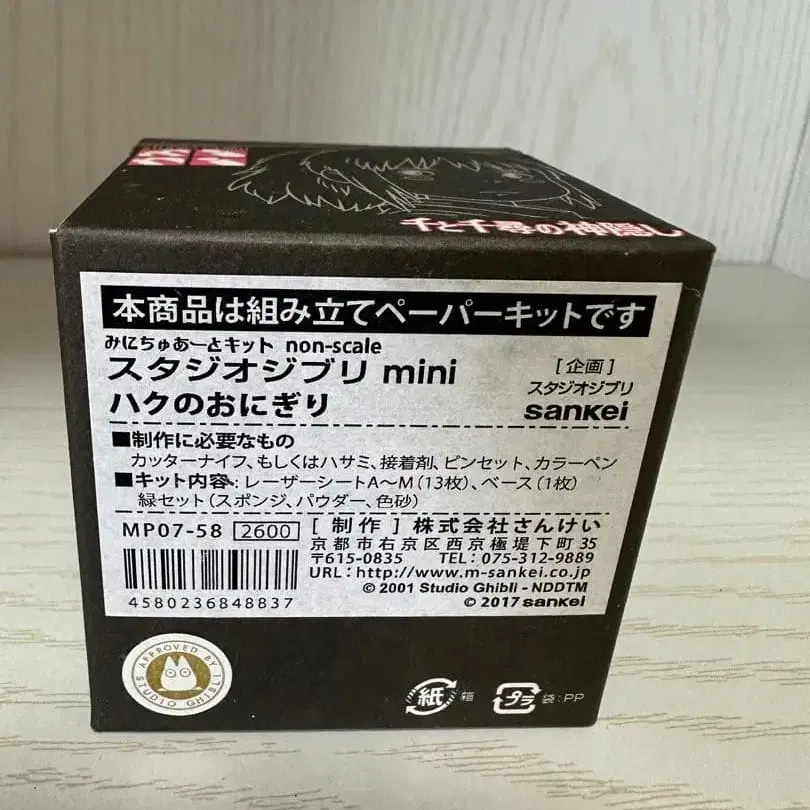 千と千尋の神隠し
本商品は組み立てペーパーキットです
みにちゅあーとキット non-scale
スタジオジブリ mini
ハクのおにぎり
[企画]
スタジオジブリ
sankei
■制作に必要なもの
カッターナイフ、もしくはハサミ、接着剤、ピンセット、カラーペン
■キット内容:レーザーシートA〜M(13枚)、ベース(1枚)
緑セット(スポンジ、パウダー、色砂)
MP07-58 2600
[制作]株式会社さんけい
京都市右京区西京極堤下町35
〒615-0835 TEL:075-312-9889
URL:http://www.m-sankei.co.jp
© 2001 Studio Ghibli - NDDTM
© 2017 sankei
4580236848837
APPROVED BY STUDIO GHIBLI
紙 箱
プラ 袋:PP